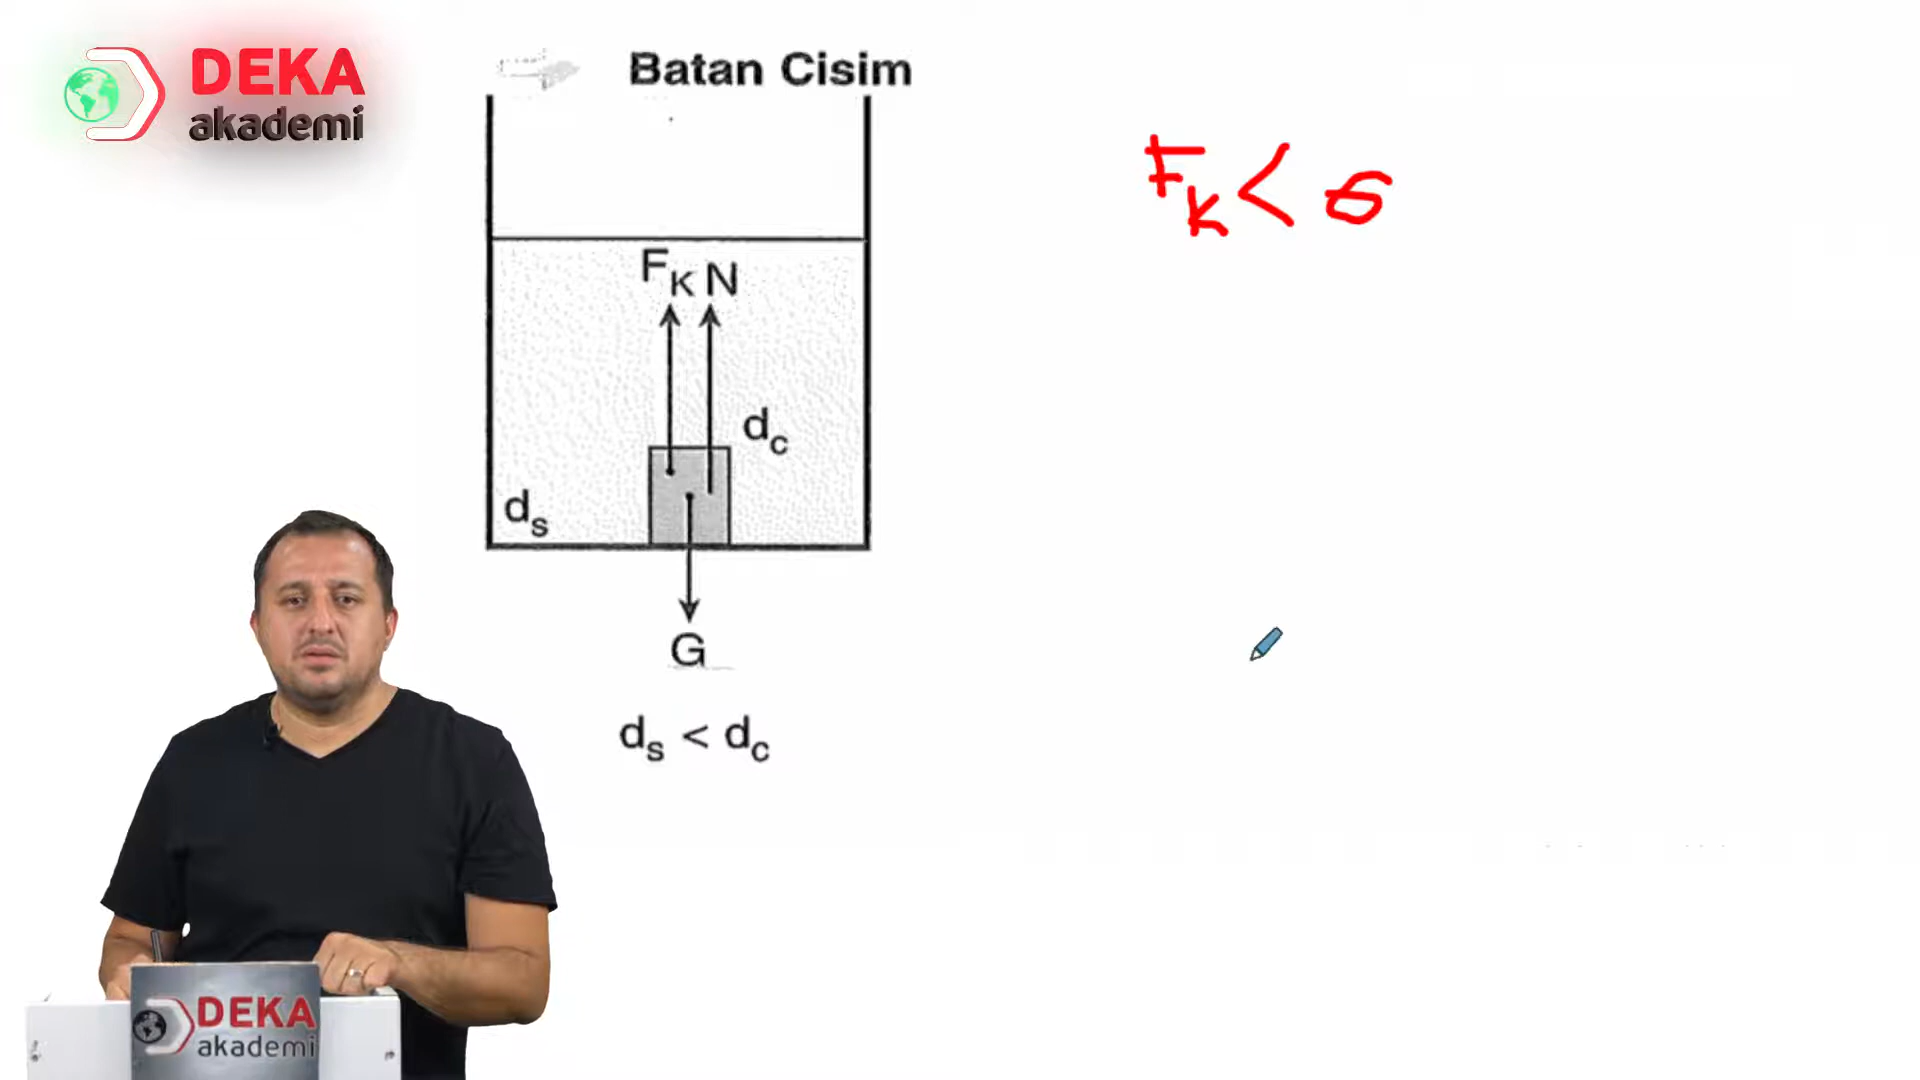 DEKA
akademi
Batan Cisim
F_K < G
F_K N
d_c
d_s
G
d_s < d_c
DEKA
akademi